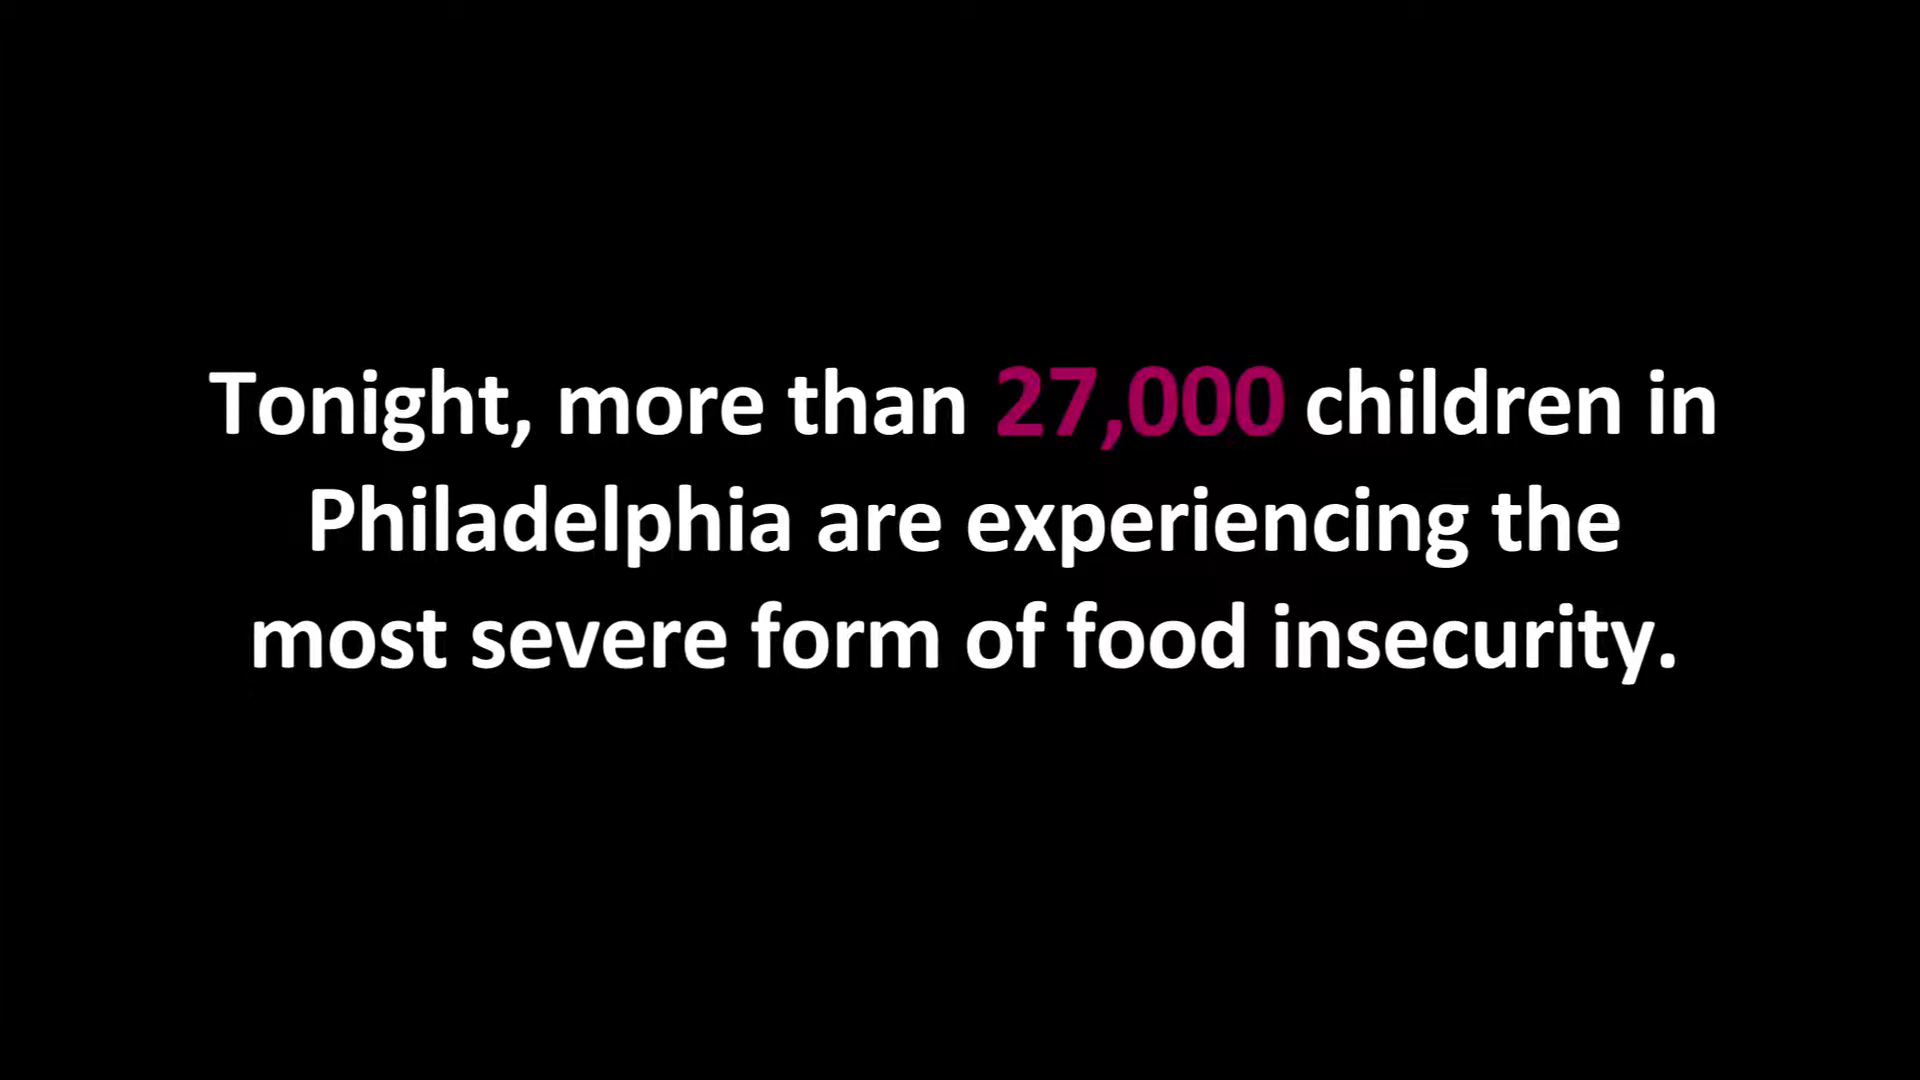 Tonight, more than 27,000 children in
Philadelphia are experiencing the
most severe form of food insecurity.